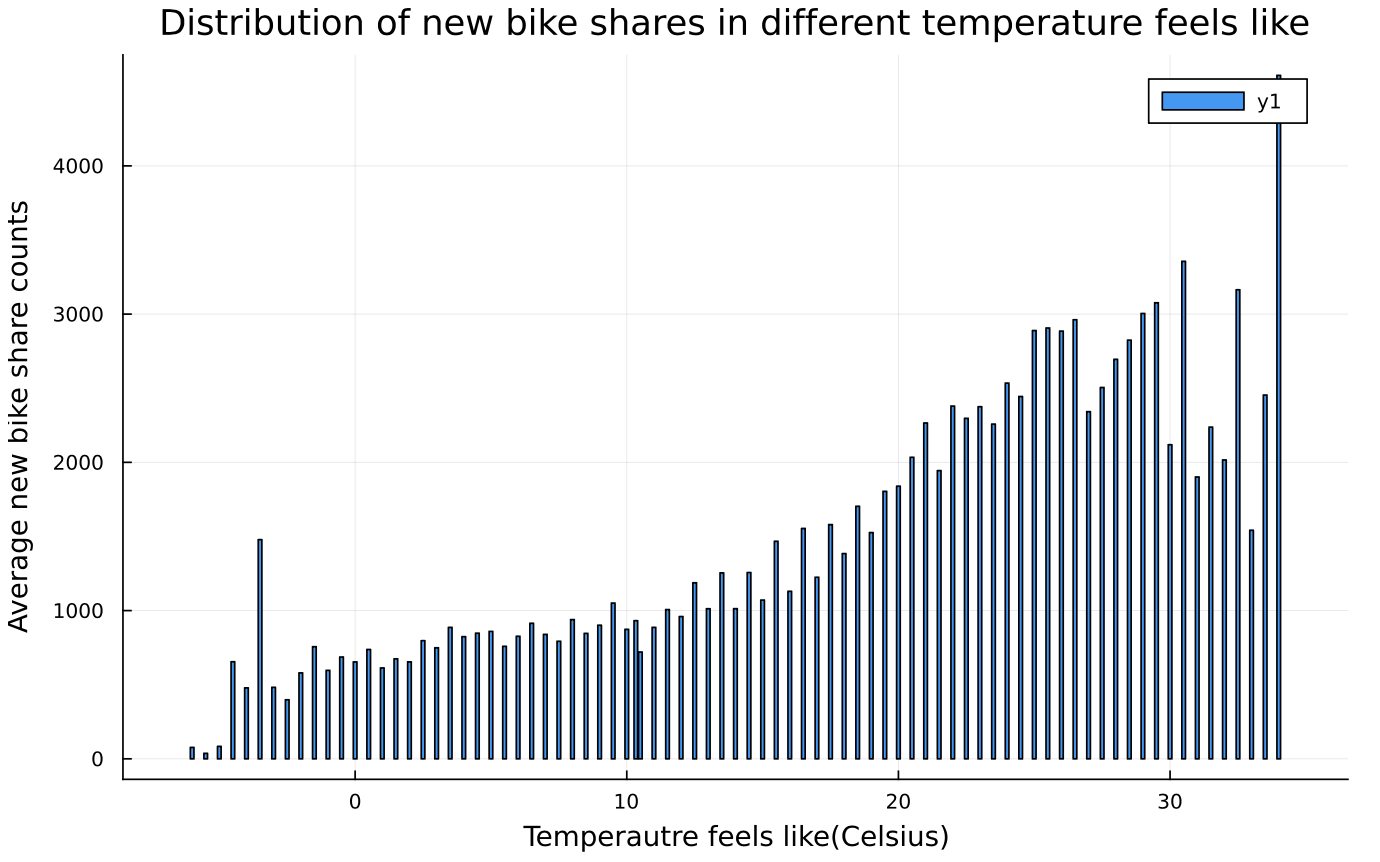 Distribution of new bike shares in different temperature feels like
y1
Average new bike share counts
4000
3000
2000
1000
0
0 10 20 30
Temperautre feels like(Celsius)